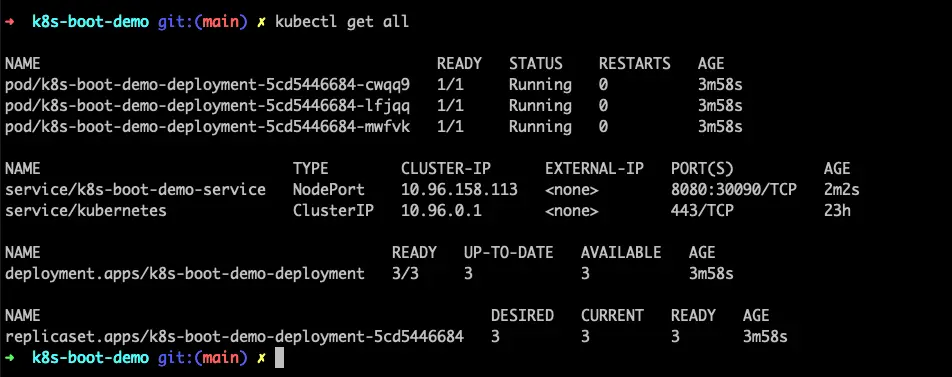 ➜ k8s-boot-demo git:(main) ✗ kubectl get all
NAME READY STATUS RESTARTS AGE
pod/k8s-boot-demo-deployment-5cd5446684-cwqq9 1/1 Running 0 3m58s
pod/k8s-boot-demo-deployment-5cd5446684-lfjqq 1/1 Running 0 3m58s
pod/k8s-boot-demo-deployment-5cd5446684-mwfvk 1/1 Running 0 3m58s
NAME TYPE CLUSTER-IP EXTERNAL-IP PORT(S) AGE
service/k8s-boot-demo-service NodePort 10.96.158.113 <none> 8080:30090/TCP 2m2s
service/kubernetes ClusterIP 10.96.0.1 <none> 443/TCP 23h
NAME READY UP-TO-DATE AVAILABLE AGE
deployment.apps/k8s-boot-demo-deployment 3/3 3 3 3m58s
NAME DESIRED CURRENT READY AGE
replicaset.apps/k8s-boot-demo-deployment-5cd5446684 3 3 3 3m58s
➜ k8s-boot-demo git:(main) ✗